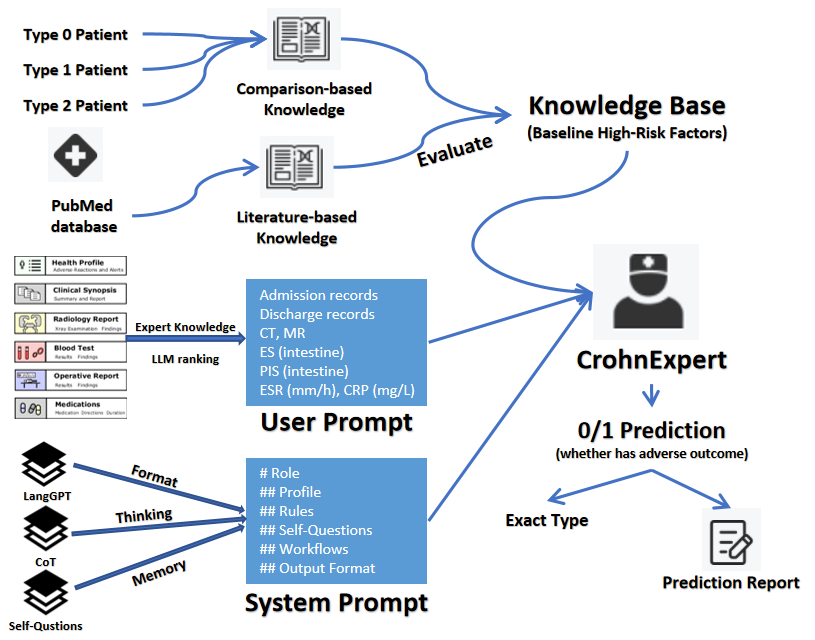 Type 0 Patient
Type 1 Patient
Type 2 Patient
Comparison-based
Knowledge
PubMed
database
Literature-based
Knowledge
Evaluate
Knowledge Base
(Baseline High-Risk Factors)
Health Profile
Adverse Reactions and Alerts
Clinical Synopsis
Summary and Report
Radiology Report
Xray Examination Findings
Blood Test
Results Findings
Operative Report
Results Findings
Medications
Medication Directions Duration
Expert Knowledge
LLM ranking
Admission records
Discharge records
CT, MR
ES (intestine)
PIS (intestine)
ESR (mm/h), CRP (mg/L)
User Prompt
CrohnExpert
0/1 Prediction
(whether has adverse outcome)
Exact Type
Prediction Report
LangGPT
Format
CoT
Thinking
Self-Qustions
Memory
# Role
## Profile
## Rules
## Self-Questions
## Workflows
## Output Format
System Prompt